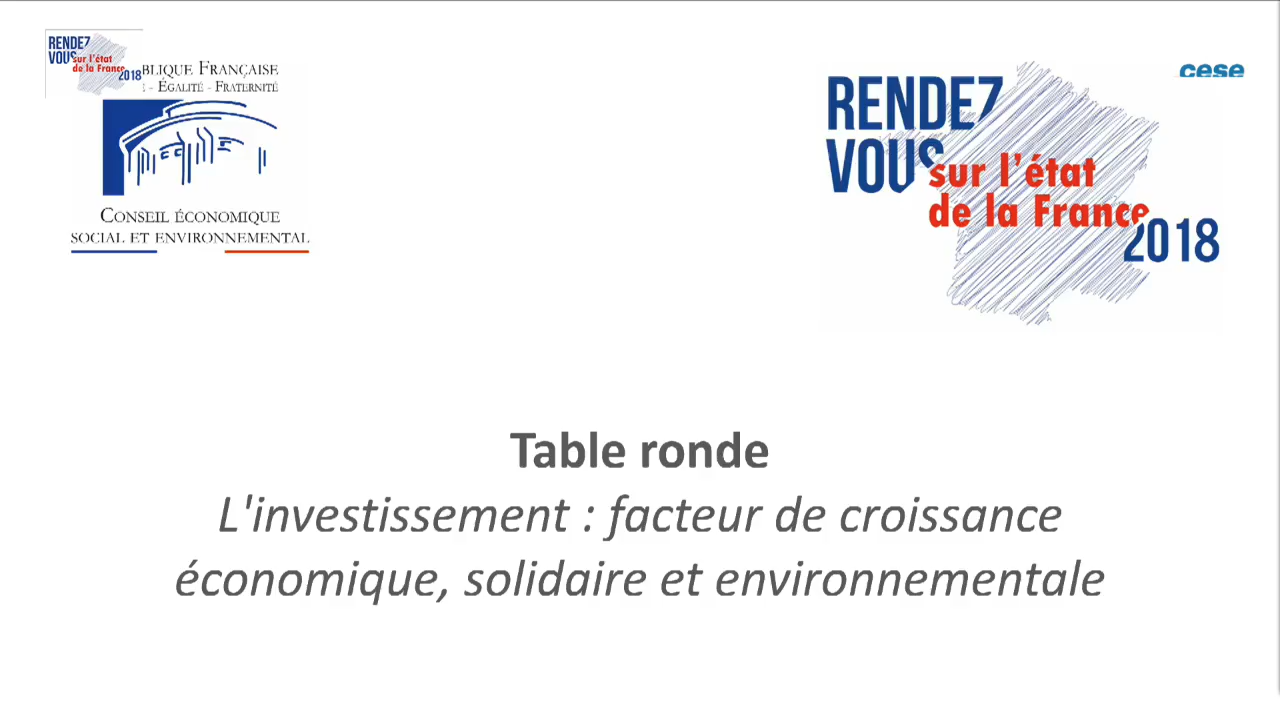 RENDEZ
VOUS
sur l'état
de la France
2018
BLIQUE FRANÇAISE
- ÉGALITÉ - FRATERNITÉ
CONSEIL ÉCONOMIQUE
SOCIAL ET ENVIRONNEMENTAL
RENDEZ
VOUS
sur l'état
de la France
2018
cese
Table ronde
L'investissement : facteur de croissance
économique, solidaire et environnementale